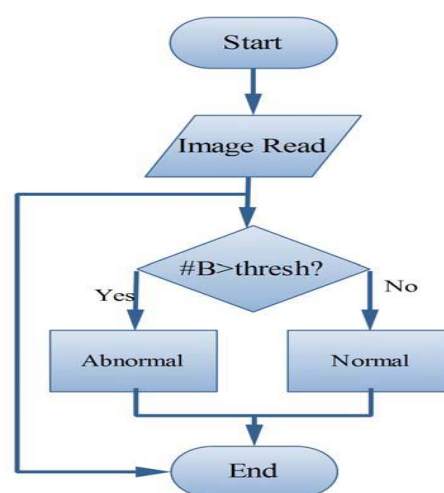 Start
Image Read
#B>thresh?
Yes
No
Abnormal
Normal
End